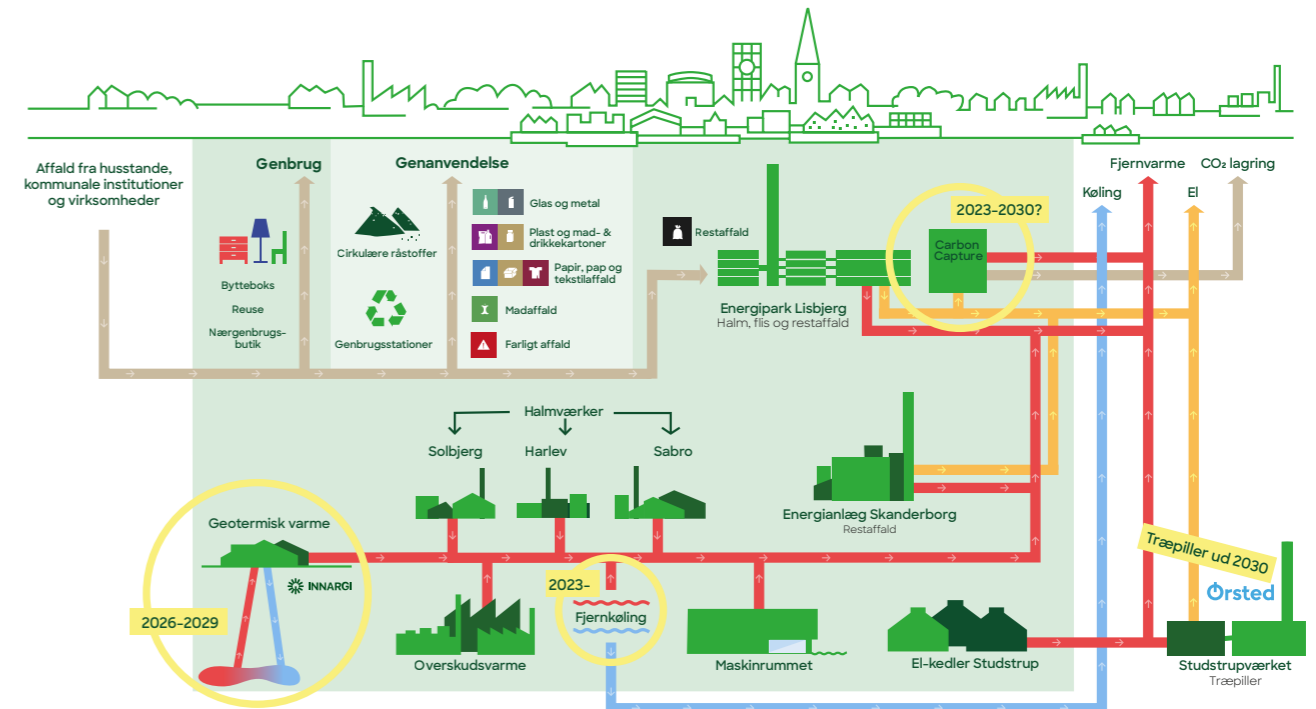 Affald fra husstande,
kommunale institutioner
og virksomheder
Genbrug
Bytteboks
Reuse
Nærgenbrugs-
butik
Genanvendelse
Cirkulære råstoffer
Genbrugsstationer
Glas og metal
Plast og mad- &
drikkekartoner
Papir, pap og
tekstilaffald
Madaffald
Farligt affald
Restaffald
Energipark Lisbjerg
Halm, flis og restaffald
2023-2030?
Carbon
Capture
Køling
Fjernvarme
El
CO₂ lagring
Halmværker
Solbjerg
Harlev
Sabro
Energianlæg Skanderborg
Restaffald
Geotermisk varme
INNARGI
2026-2029
Overskudsvarme
2023-
Fjernkøling
Maskinrummet
El-kedler Studstrup
Træpiller ud 2030
Ørsted
Studstrupværket
Træpiller